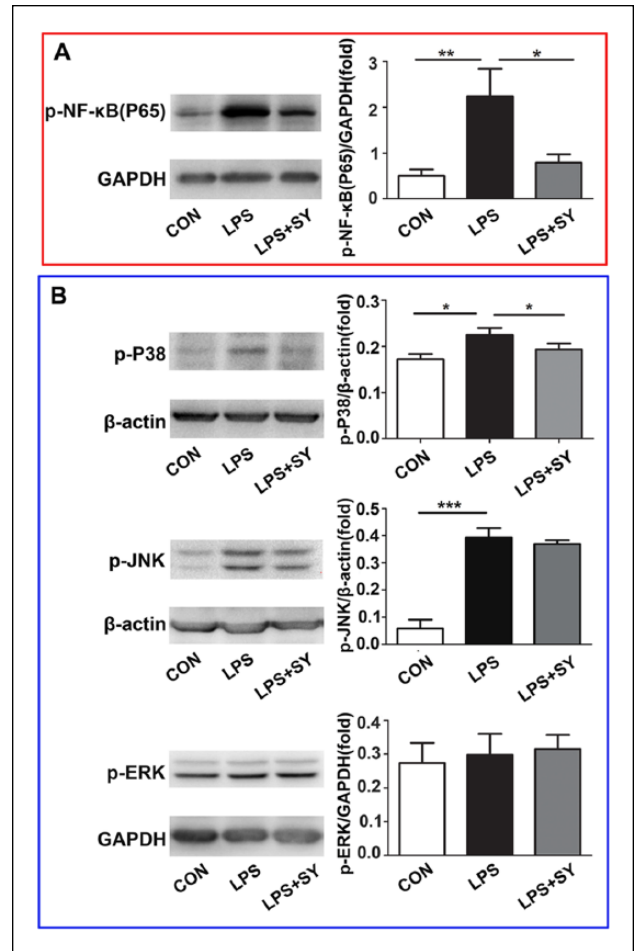 A
p-NF-κB(P65)
GAPDH
CON LPS LPS+SY
p-NF-κB(P65)/GAPDH(fold)
3
2
1
0
** *
CON LPS LPS+SY
B
p-P38
β-actin
CON LPS LPS+SY
p-P38/β-actin(fold)
0.3
0.2
0.1
0.0
* *
CON LPS LPS+SY
p-JNK
β-actin
CON LPS LPS+SY
p-JNK/β-actin(fold)
0.5
0.4
0.3
0.2
0.1
0.0
***
CON LPS LPS+SY
p-ERK
GAPDH
CON LPS LPS+SY
p-ERK/GAPDH(fold)
0.4
0.3
0.2
0.1
0.0
CON LPS LPS+SY